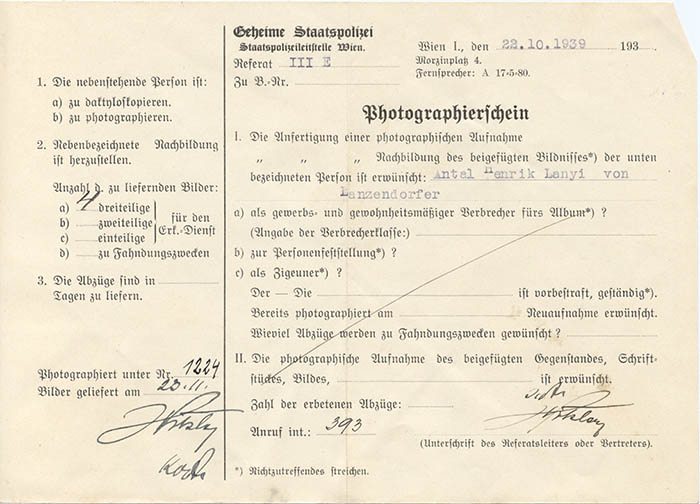 1. Die nebenstehende Person ist:
a) zu daktyloskopieren.
b) zu photographieren.
2. Nebenbezeichnete Nachbildung
ist herzustellen.
Anzahl d. zu liefernden Bilder:
a) 4 dreiteilige
b) zweiteilige
c) einteilige
für den
Erk.-Dienst
d) zu Fahndungszwecken
3. Die Abzüge sind in
Tagen zu liefern.
Photographiert unter Nr. 1224
Bilder geliefert am 23.11.
Geheime Staatspolizei
Staatspolizeileitstelle Wien.
Referat III E
Zu B.-Nr.
Wien I., den 22.10.1939 193
Morzinplatz 4.
Fernsprecher: A 17-5-80.
Photographierschein
I. Die Anfertigung einer photographischen Aufnahme
„ „ „ Nachbildung des beigefügten Bildnisses*) der unten
bezeichneten Person ist erwünscht: Antal Henrik Lanyi von
Lanzendorfer
a) als gewerbs- und gewohnheitsmäßiger Verbrecher fürs Album*) ?
(Angabe der Verbrecherklasse:)
b) zur Personenfeststellung*) ?
c) als Zigeuner*) ?
Der — Die ist vorbestraft, geständig*).
Bereits photographiert am Neuaufnahme erwünscht.
Wieviel Abzüge werden zu Fahndungszwecken gewünscht ?
II. Die photographische Aufnahme des beigefügten Gegenstandes, Schrift-
stückes, Bildes, ist erwünscht.
Zahl der erbetenen Abzüge:
Anruf int.: 393
(Unterschrift des Referatsleiters oder Vertreters).
*) Nichtzutreffendes streichen.